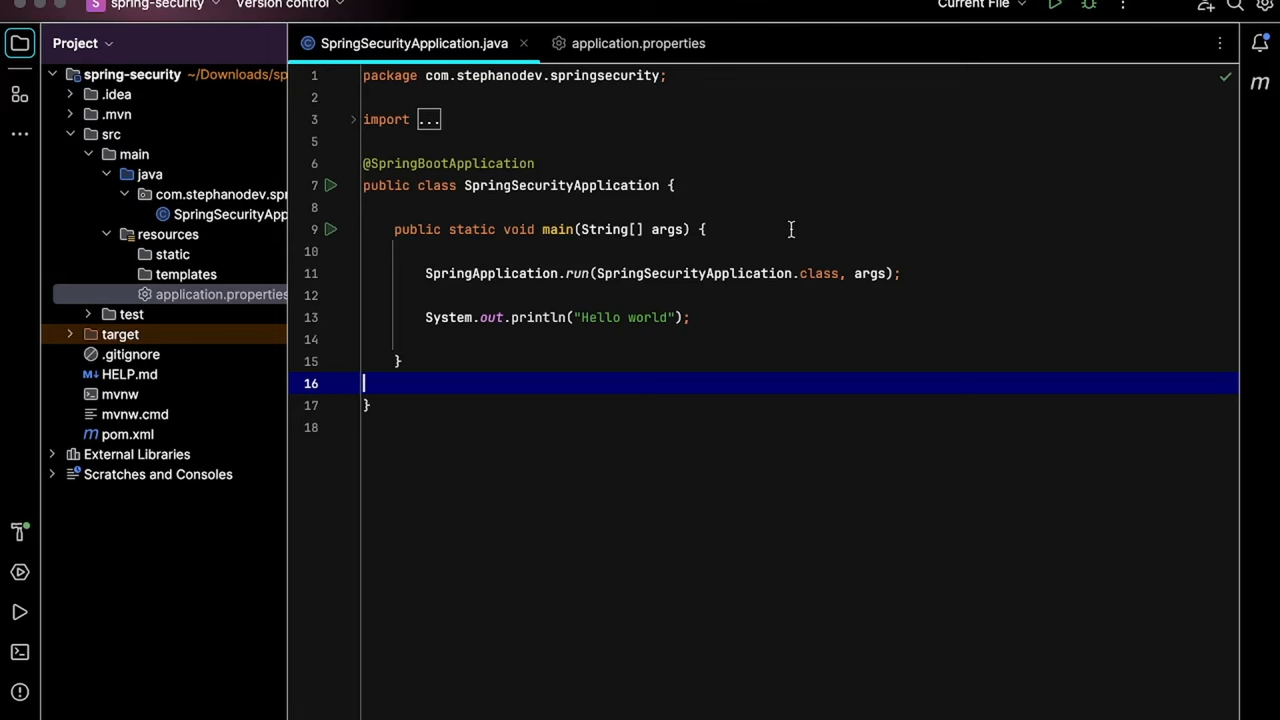 S spring-security Version control Current File
Project
SpringSecurityApplication.java application.properties
spring-security ~/Downloads/sp
.idea
.mvn
src
main
java
com.stephanodev.spr
SpringSecurityApp
resources
static
templates
application.properties
test
target
.gitignore
M↓ HELP.md
mvnw
mvnw.cmd
m pom.xml
External Libraries
Scratches and Consoles
1 package com.stephanodev.springsecurity;
2
3 import ...
5
6 @SpringBootApplication
7 public class SpringSecurityApplication {
8
9 public static void main(String[] args) {
10
11 SpringApplication.run(SpringSecurityApplication.class, args);
12
13 System.out.println("Hello world");
14
15 }
16
17 }
18
m